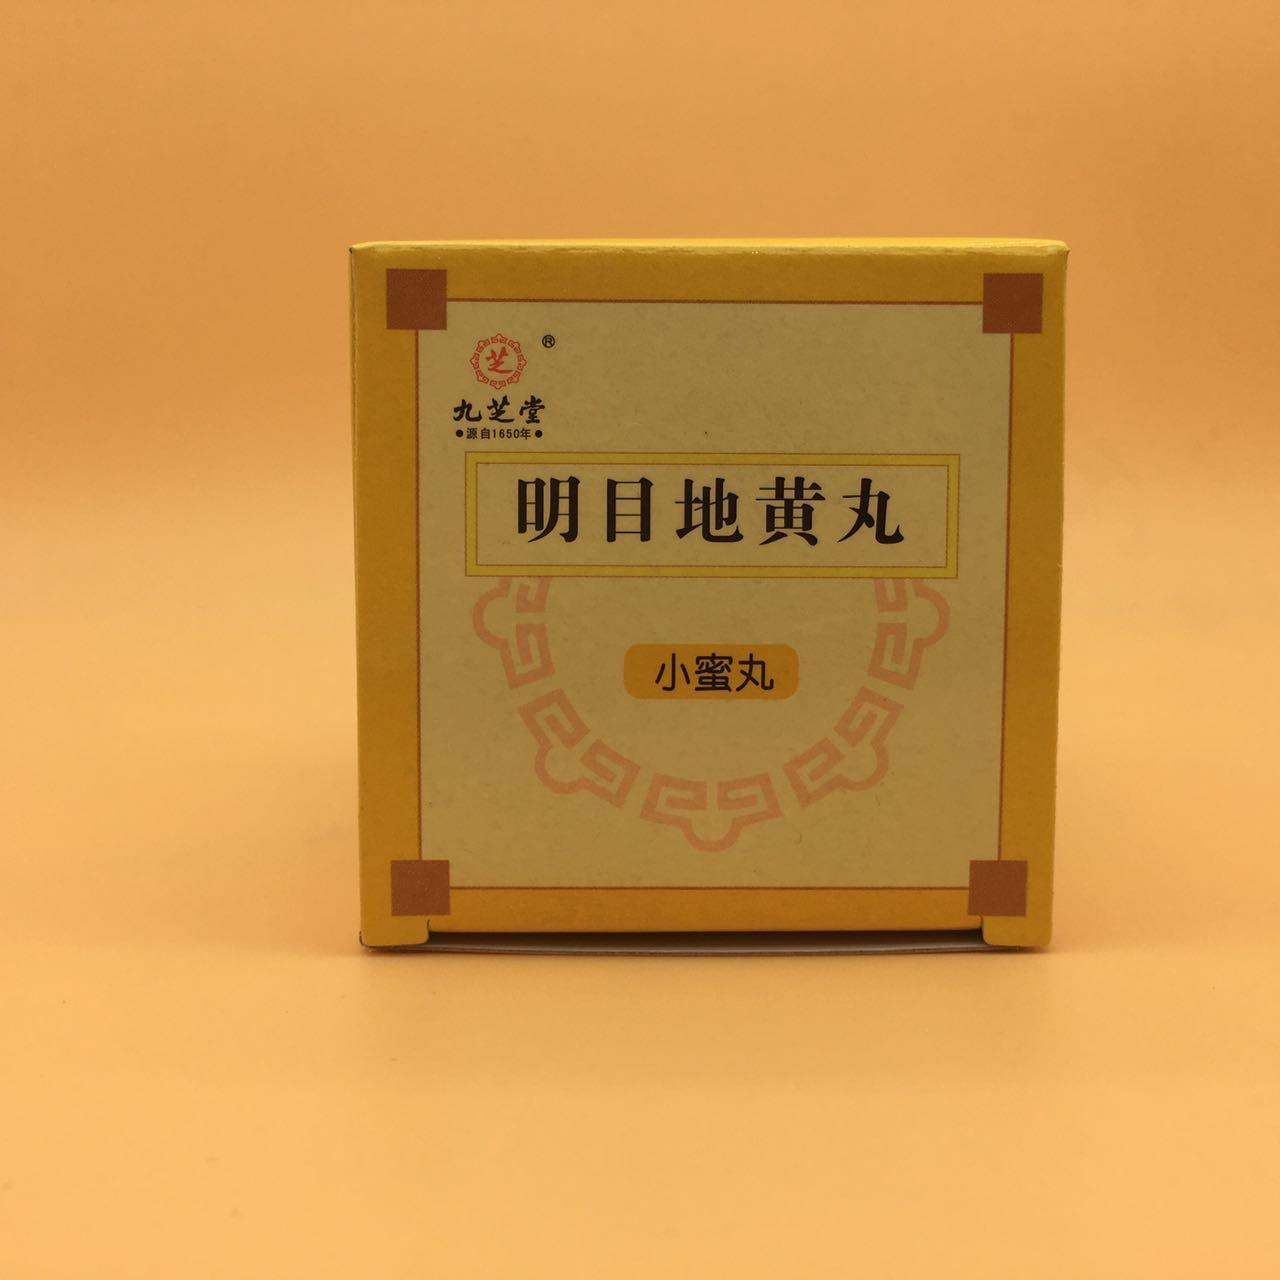 芝
®
九芝堂
●源自1650年●
明目地黄丸
小蜜丸